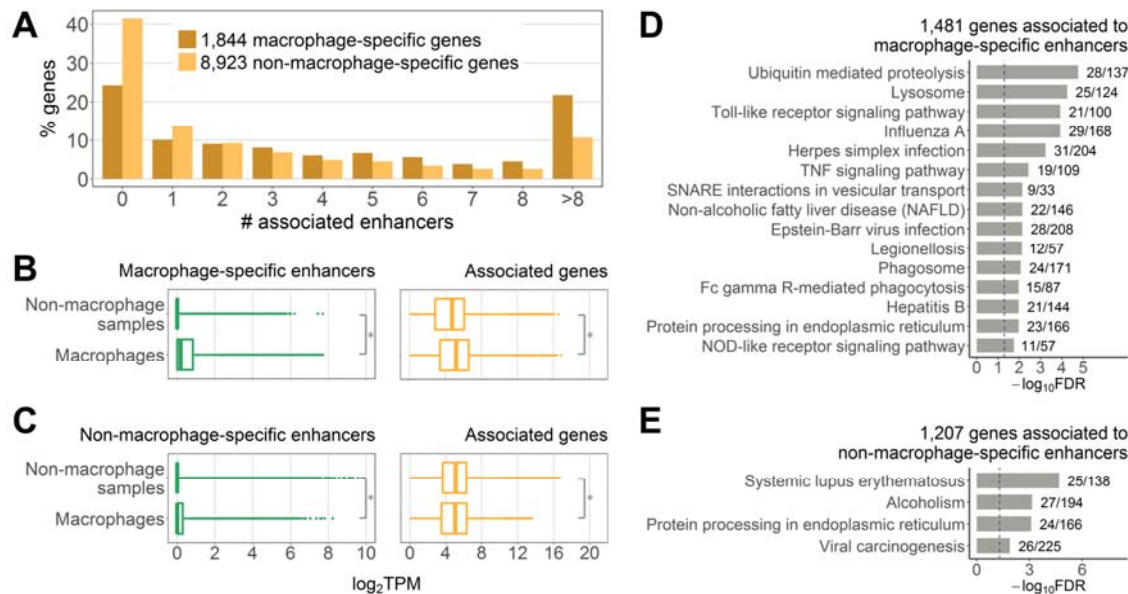 A
40
30
20
10
0
% genes
1,844 macrophage-specific genes
8,923 non-macrophage-specific genes
0 1 2 3 4 5 6 7 8 >8
# associated enhancers
B
Macrophage-specific enhancers
Associated genes
Non-macrophage
samples
Macrophages
*
*
C
Non-macrophage-specific enhancers
Associated genes
Non-macrophage
samples
Macrophages
*
*
0 2 4 6 8 10
0 4 8 12 16 20
log2TPM
D
1,481 genes associated to
macrophage-specific enhancers
Ubiquitin mediated proteolysis 28/137
Lysosome 25/124
Toll-like receptor signaling pathway 21/100
Influenza A 29/168
Herpes simplex infection 31/204
TNF signaling pathway 19/109
SNARE interactions in vesicular transport 9/33
Non-alcoholic fatty liver disease (NAFLD) 22/146
Epstein-Barr virus infection 28/208
Legionellosis 12/57
Phagosome 24/171
Fc gamma R-mediated phagocytosis 15/87
Hepatitis B 21/144
Protein processing in endoplasmic reticulum 23/166
NOD-like receptor signaling pathway 11/57
0 1 2 3 4 5
−log10FDR
E
1,207 genes associated to
non-macrophage-specific enhancers
Systemic lupus erythematosus 25/138
Alcoholism 27/194
Protein processing in endoplasmic reticulum 24/166
Viral carcinogenesis 26/225
0 3 6
−log10FDR